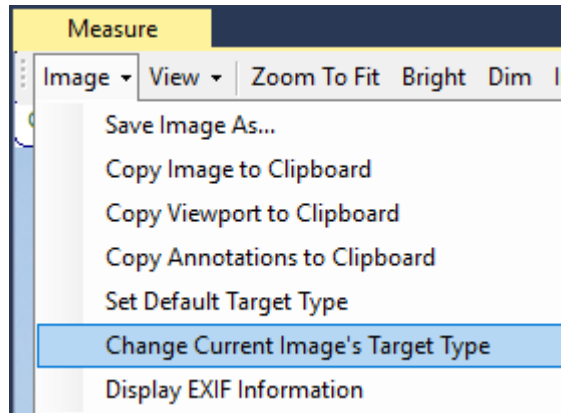 Measure
Image View Zoom To Fit Bright Dim
Save Image As...
Copy Image to Clipboard
Copy Viewport to Clipboard
Copy Annotations to Clipboard
Set Default Target Type
Change Current Image's Target Type
Display EXIF Information